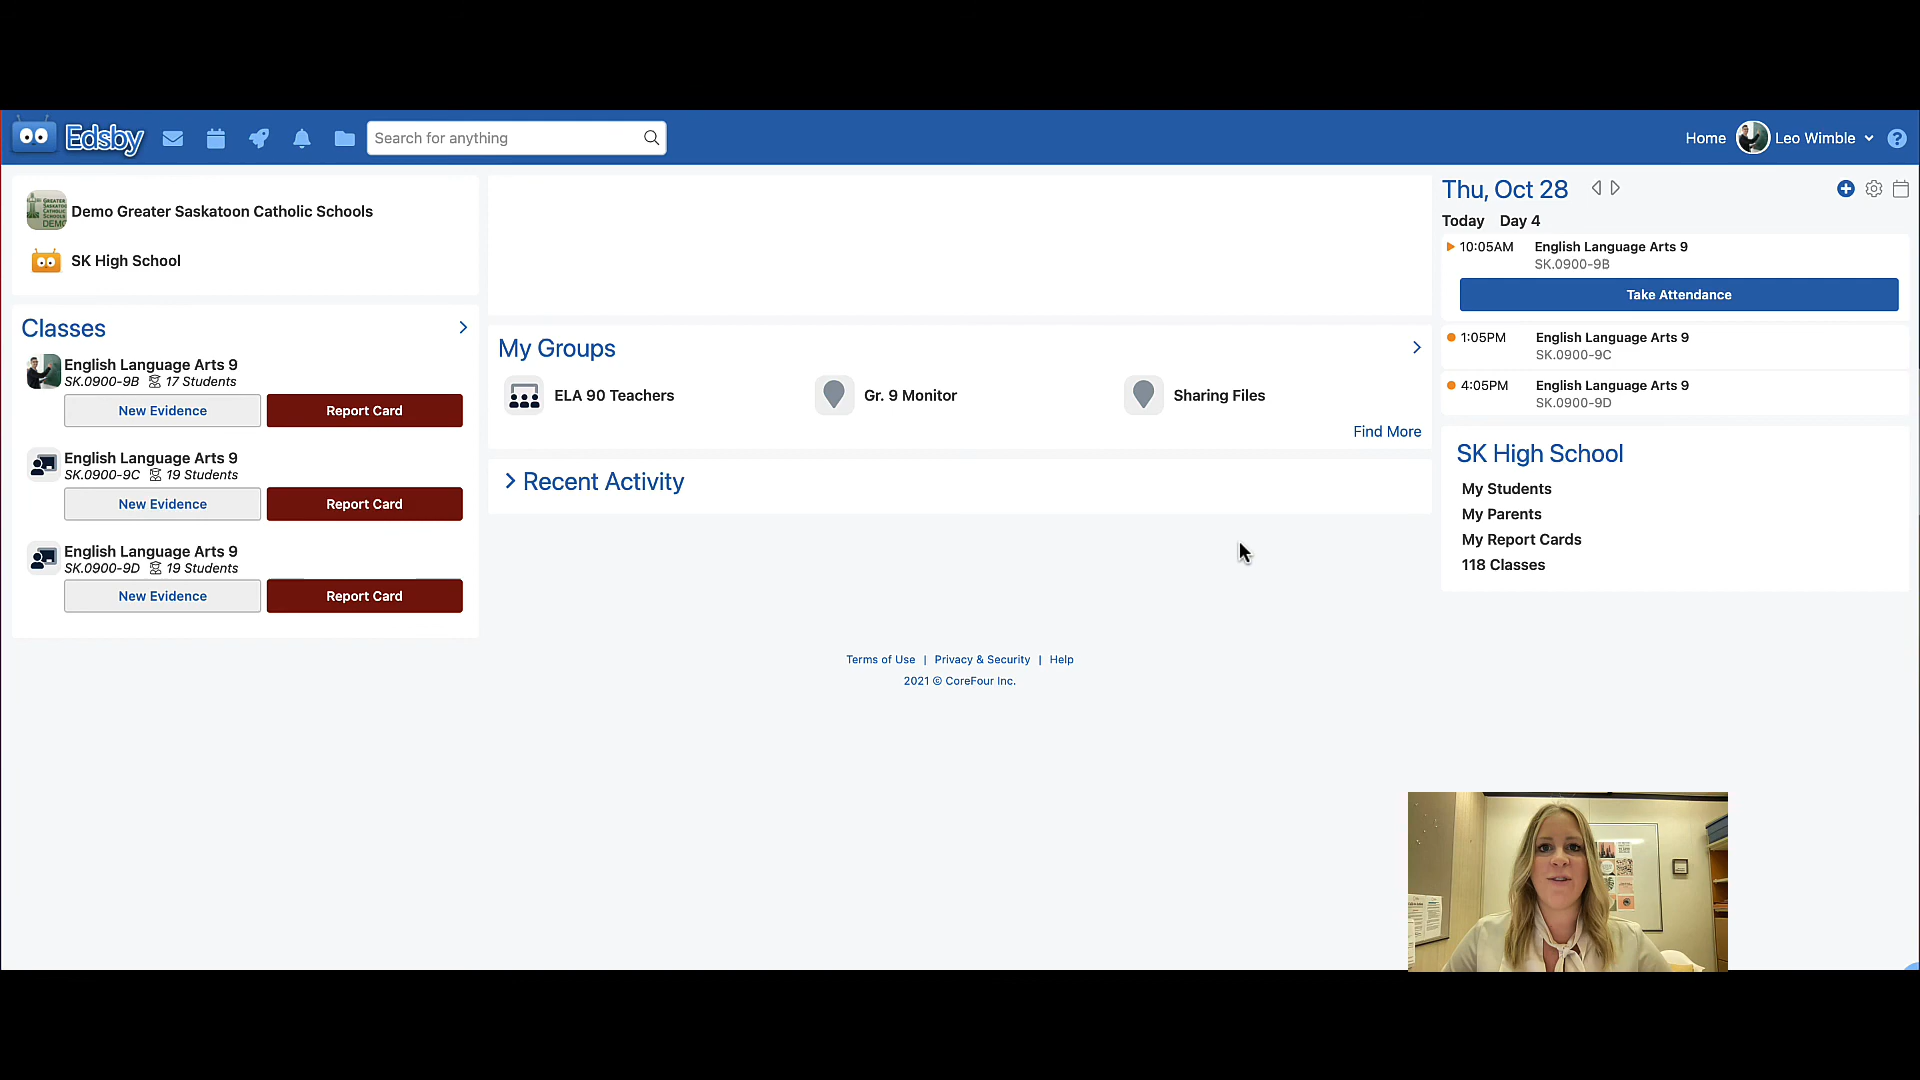 Edsby
Search for anything
Home
Leo Wimble
Demo Greater Saskatoon Catholic Schools
SK High School
Classes
English Language Arts 9
SK.0900-9B 17 Students
New Evidence
Report Card
English Language Arts 9
SK.0900-9C 19 Students
New Evidence
Report Card
English Language Arts 9
SK.0900-9D 19 Students
New Evidence
Report Card
My Groups
ELA 90 Teachers
Gr. 9 Monitor
Sharing Files
Find More
Recent Activity
Thu, Oct 28
Today Day 4
10:05AM English Language Arts 9
SK.0900-9B
Take Attendance
1:05PM English Language Arts 9
SK.0900-9C
4:05PM English Language Arts 9
SK.0900-9D
SK High School
My Students
My Parents
My Report Cards
118 Classes
Terms of Use | Privacy & Security | Help
2021 © CoreFour Inc.